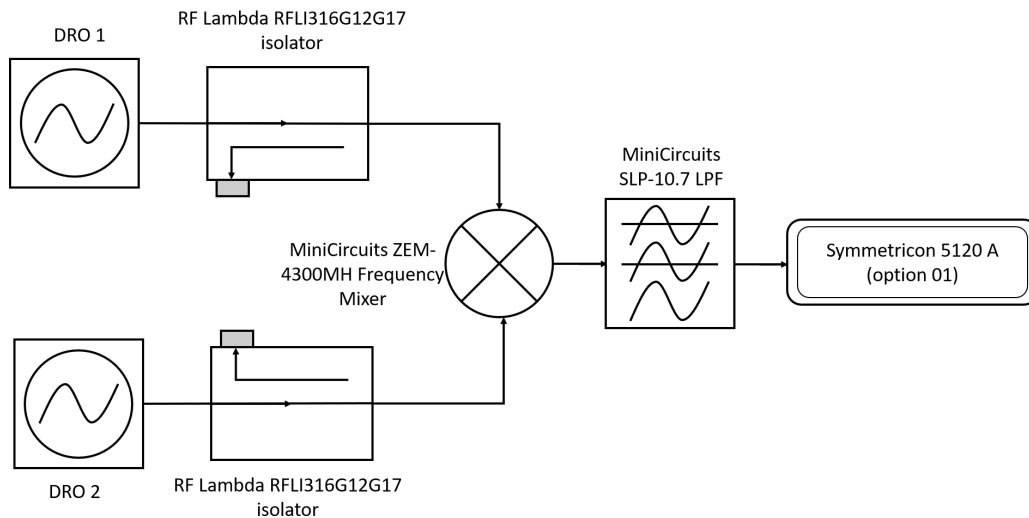 DRO 1
RF Lambda RFLI316G12G17
isolator
MiniCircuits
SLP-10.7 LPF
MiniCircuits ZEM-
4300MH Frequency
Mixer
Symmetricon 5120 A
(option 01)
DRO 2
RF Lambda RFLI316G12G17
isolator